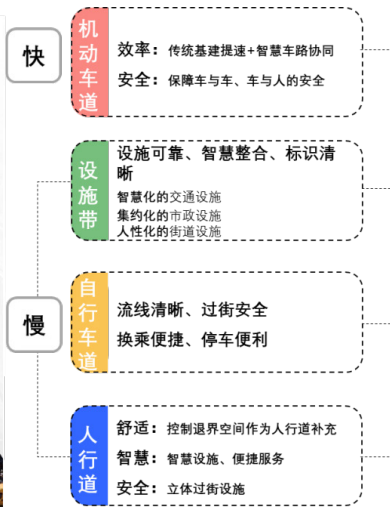 快
机动车道
效率：传统基建提速+智慧车路协同
安全：保障车与车、车与人的安全
设施带
设施可靠、智慧整合、标识清
晰
智慧化的交通设施
集约化的市政设施
人性化的街道设施
慢
自行车道
流线清晰、过街安全
换乘便捷、停车便利
人行道
舒适：控制退界空间作为人行道补充
智慧：智慧设施、便捷服务
安全：立体过街设施